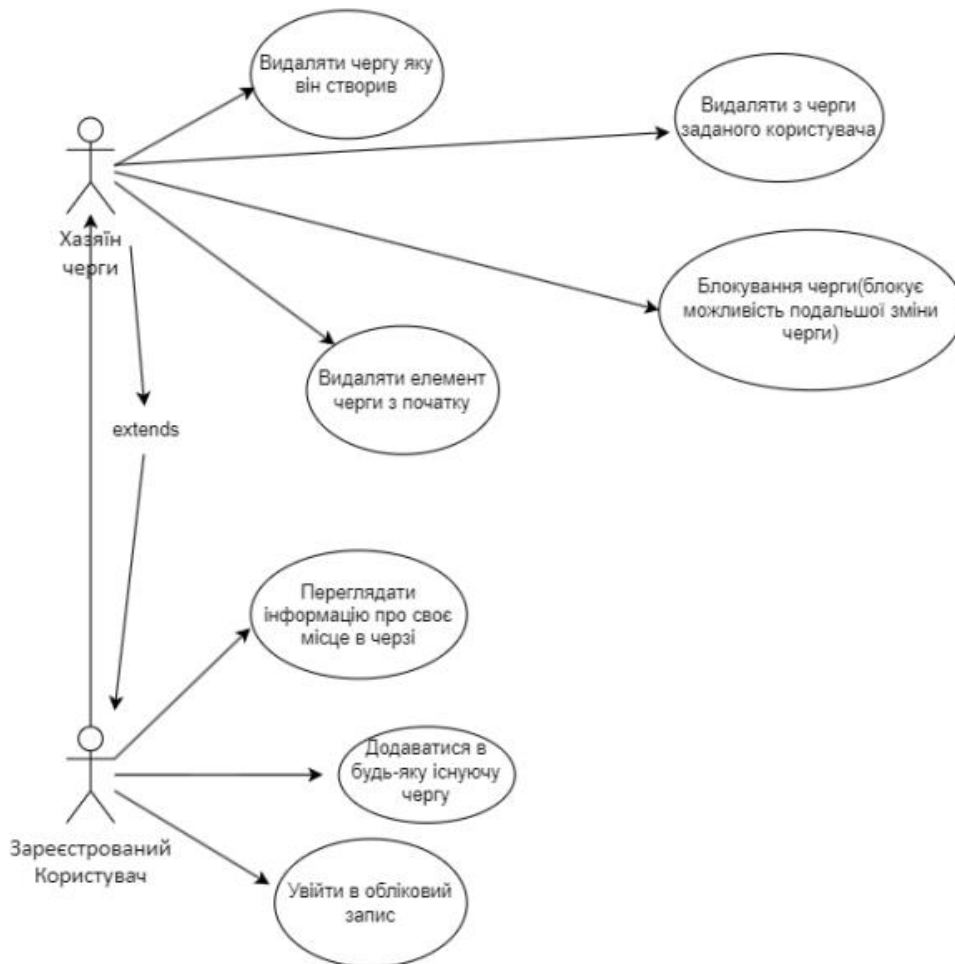 Видаляти чергу яку
він створив
Видаляти з черги
заданого користувача
Хазяїн
черги
Блокування черги(блокує
можливість подальшої зміни
черги)
Видаляти елемент
черги з початку
extends
Переглядати
інформацію про своє
місце в черзі
Додаватися в
будь-яку існуючу
чергу
Зареєстрований
Користувач
Увійти в обліковий
запис